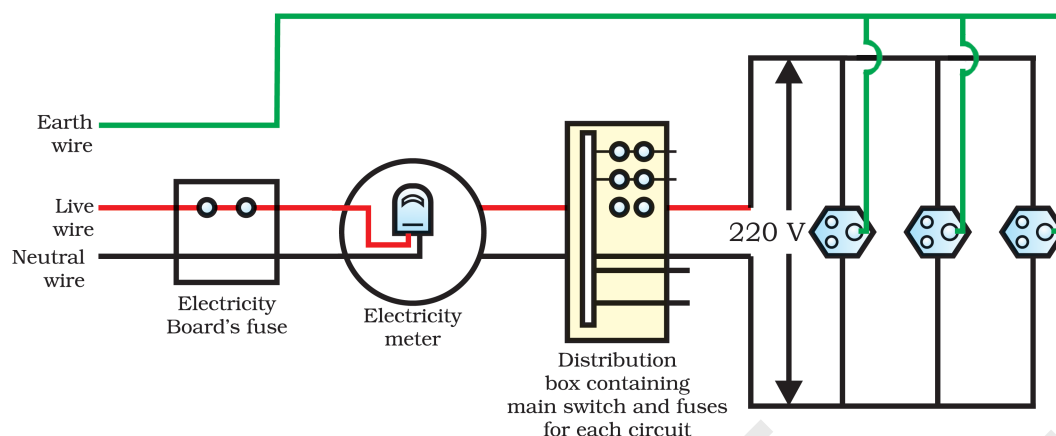 Earth
wire
Live
wire
Neutral
wire
Electricity
Board's fuse
Electricity
meter
Distribution
box containing
main switch and fuses
for each circuit
220 V